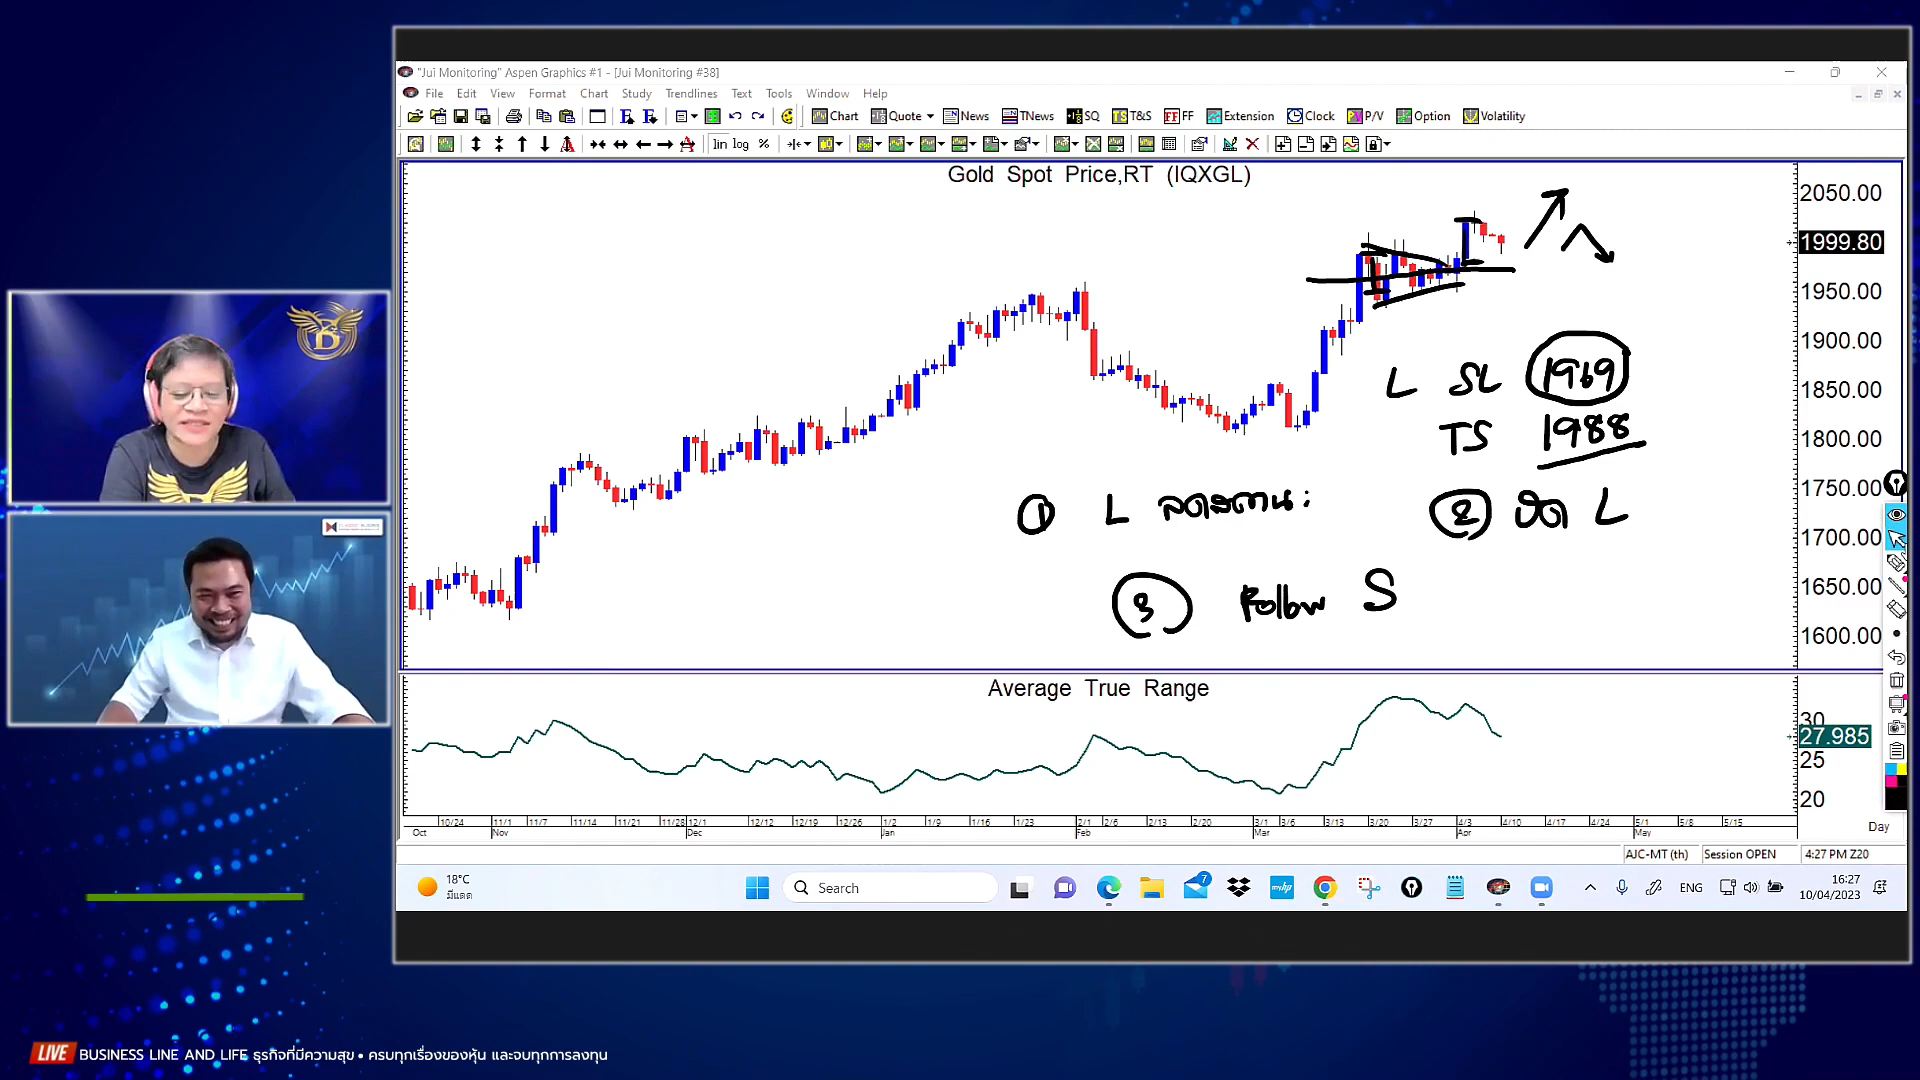 "Jui Monitoring" Aspen Graphics #1 - [Jui Monitoring #38]
File Edit View Format Chart Study Trendlines Text Tools Window Help
Chart Quote News TNews SQ T&S FF Extension Clock P/V Option Volatility
lin log %
Gold Spot Price,RT (IQXGL)
2050.00
1999.80
1950.00
1900.00
1850.00
1800.00
1750.00
1700.00
1650.00
1600.00
L SL 1969
TS 1988
① L ลดสถานะ
② ปิด L
③ Follow S
CLASSIC AUSIRIS
Average True Range
30
27.985
25
20
10/24 11/1 11/7 11/14 11/21 11/28 12/1 12/12 12/19 12/26 1/2 1/9 1/16 1/23 2/1 2/6 2/13 2/20 3/1 3/6 3/13 3/20 3/27 4/3 4/10 4/17 4/24 5/1 5/8 5/15
Oct Nov Dec Jan Feb Mar Apr May
Day
AJC-MT (th) Session OPEN 4:27 PM Z20
18°C
มีแดด
Search
7
myhp
ENG
16:27
10/04/2023
LIVE BUSINESS LINE AND LIFE ธุรกิจที่มีความสุข • ครบทุกเรื่องของหุ้น และจบทุกการลงทุน